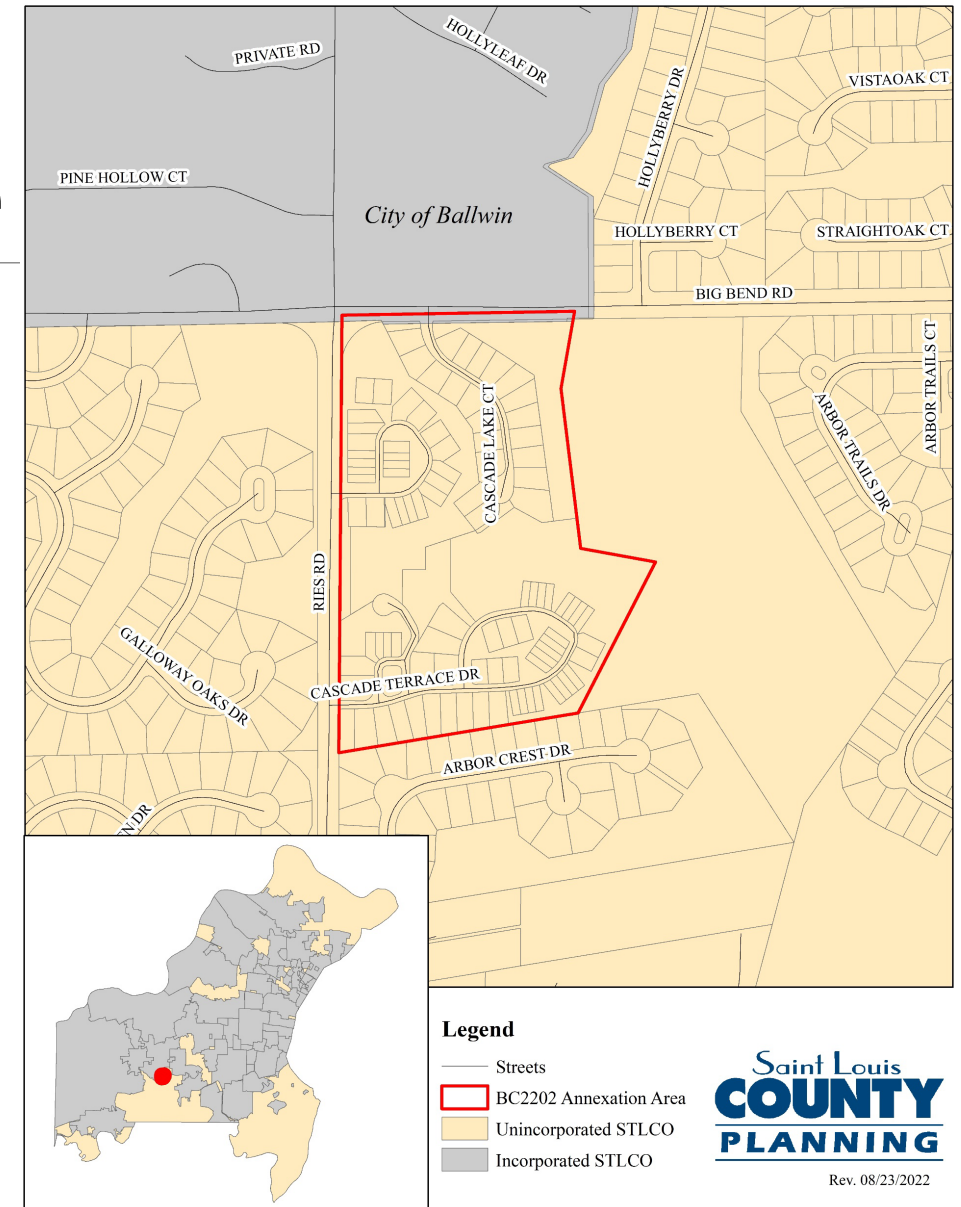 PRIVATE RD
HOLLYLEAF DR
HOLLYBERRY DR
VISTAOAK CT
PINE HOLLOW CT
City of Ballwin
HOLLYBERRY CT
STRAIGHTOAK CT
BIG BEND RD
CASCADE LAKE CT
ARBOR TRAILS CT
ARBOR TRAILS DR
RIES RD
GALLOWAY OAKS DR
CASCADE TERRACE DR
ARBOR CREST DR
N DR
Legend
Streets
BC2202 Annexation Area
Unincorporated STLCO
Incorporated STLCO
Saint Louis
COUNTY
PLANNING
Rev. 08/23/2022